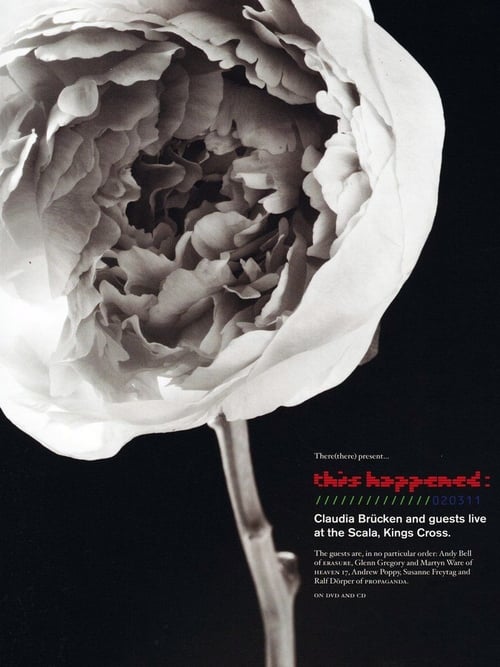 There(there) present...
this happened:
//////////////020311
Claudia Brücken and guests live
at the Scala, Kings Cross.
The guests are, in no particular order: Andy Bell
of ERASURE, Glenn Gregory and Martyn Ware of
HEAVEN 17, Andrew Poppy, Susanne Freytag and
Ralf Dörper of PROPAGANDA.
ON DVD AND CD